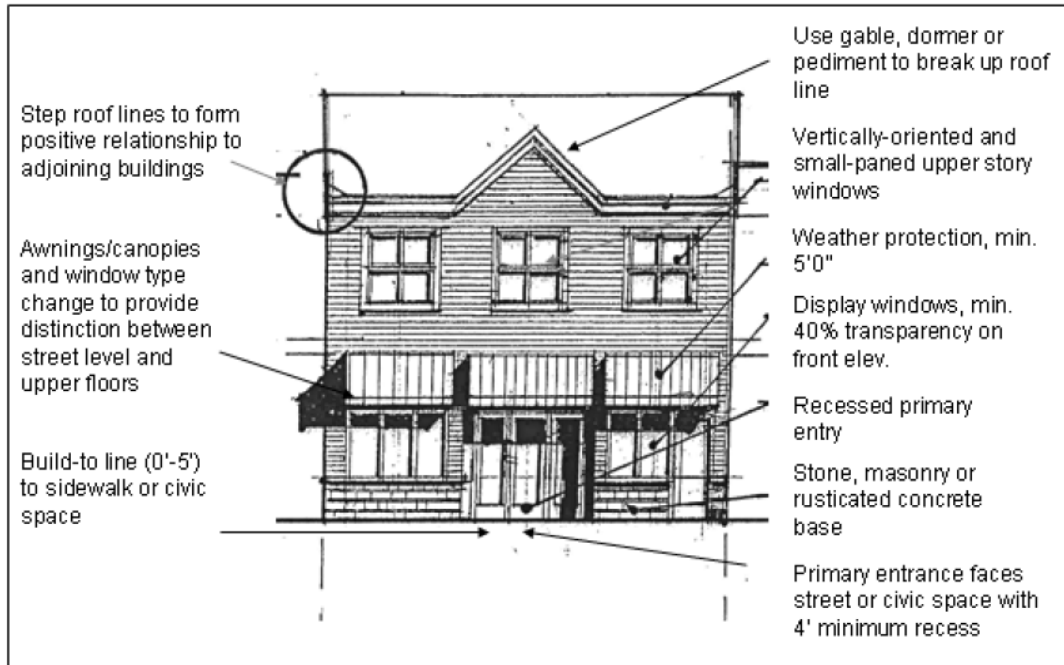 Step roof lines to form
positive relationship to
adjoining buildings
Awnings/canopies
and window type
change to provide
distinction between
street level and
upper floors
Build-to line (0'-5')
to sidewalk or civic
space
Use gable, dormer or
pediment to break up roof
line
Vertically-oriented and
small-paned upper story
windows
Weather protection, min.
5'0"
Display windows, min.
40% transparency on
front elev.
Recessed primary
entry
Stone, masonry or
rusticated concrete
base
Primary entrance faces
street or civic space with
4' minimum recess